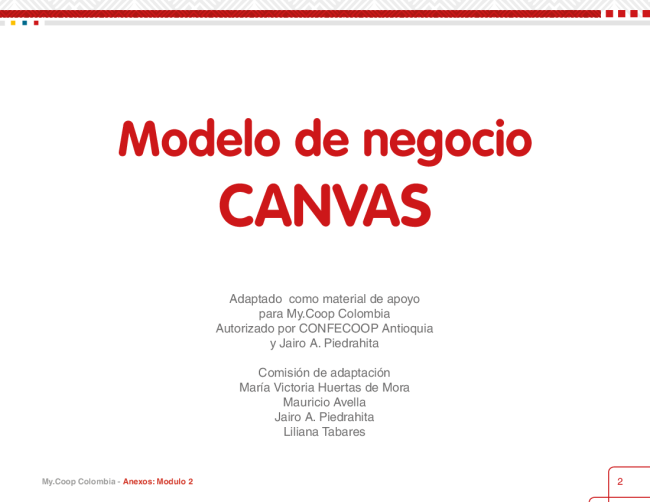 Modelo de negocio
CANVAS
Adaptado como material de apoyo
para My.Coop Colombia
Autorizado por CONFECOOP Antioquia
y Jairo A. Piedrahita
Comisión de adaptación
María Victoria Huertas de Mora
Mauricio Avella
Jairo A. Piedrahita
Liliana Tabares
My.Coop Colombia - Anexos: Modulo 2
2